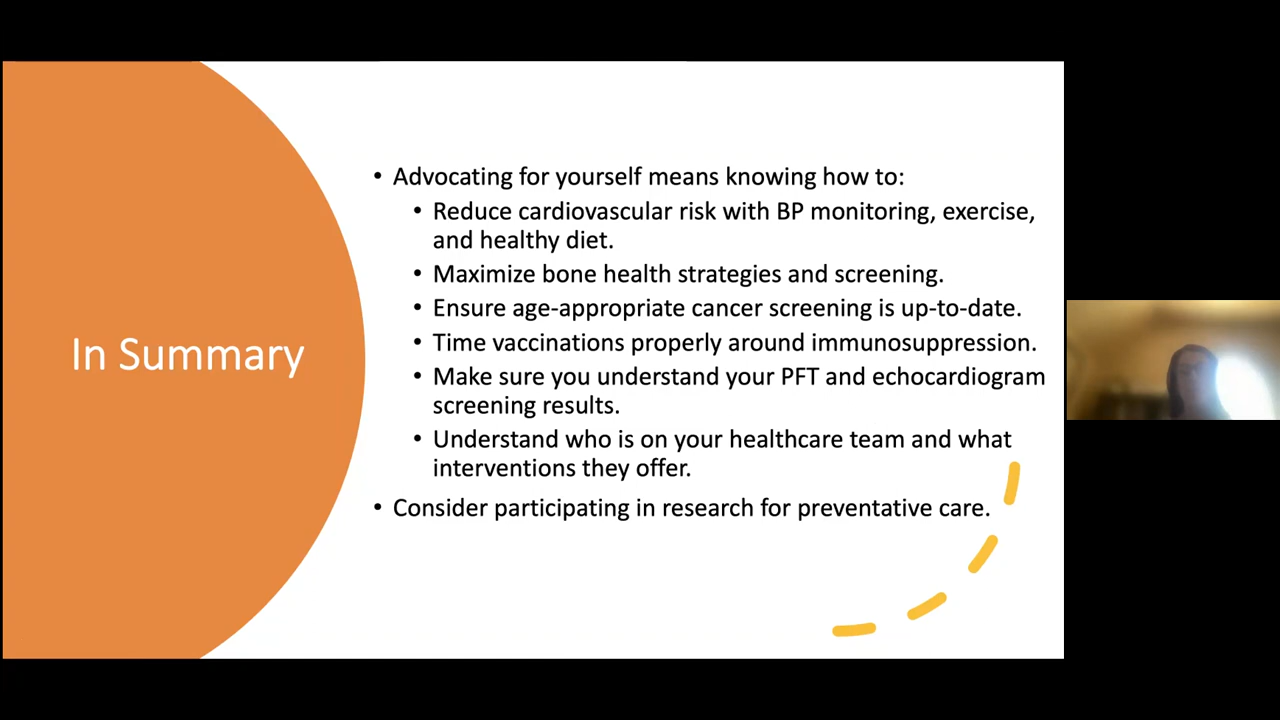 In Summary
• Advocating for yourself means knowing how to:
• Reduce cardiovascular risk with BP monitoring, exercise,
and healthy diet.
• Maximize bone health strategies and screening.
• Ensure age-appropriate cancer screening is up-to-date.
• Time vaccinations properly around immunosuppression.
• Make sure you understand your PFT and echocardiogram
screening results.
• Understand who is on your healthcare team and what
interventions they offer.
• Consider participating in research for preventative care.